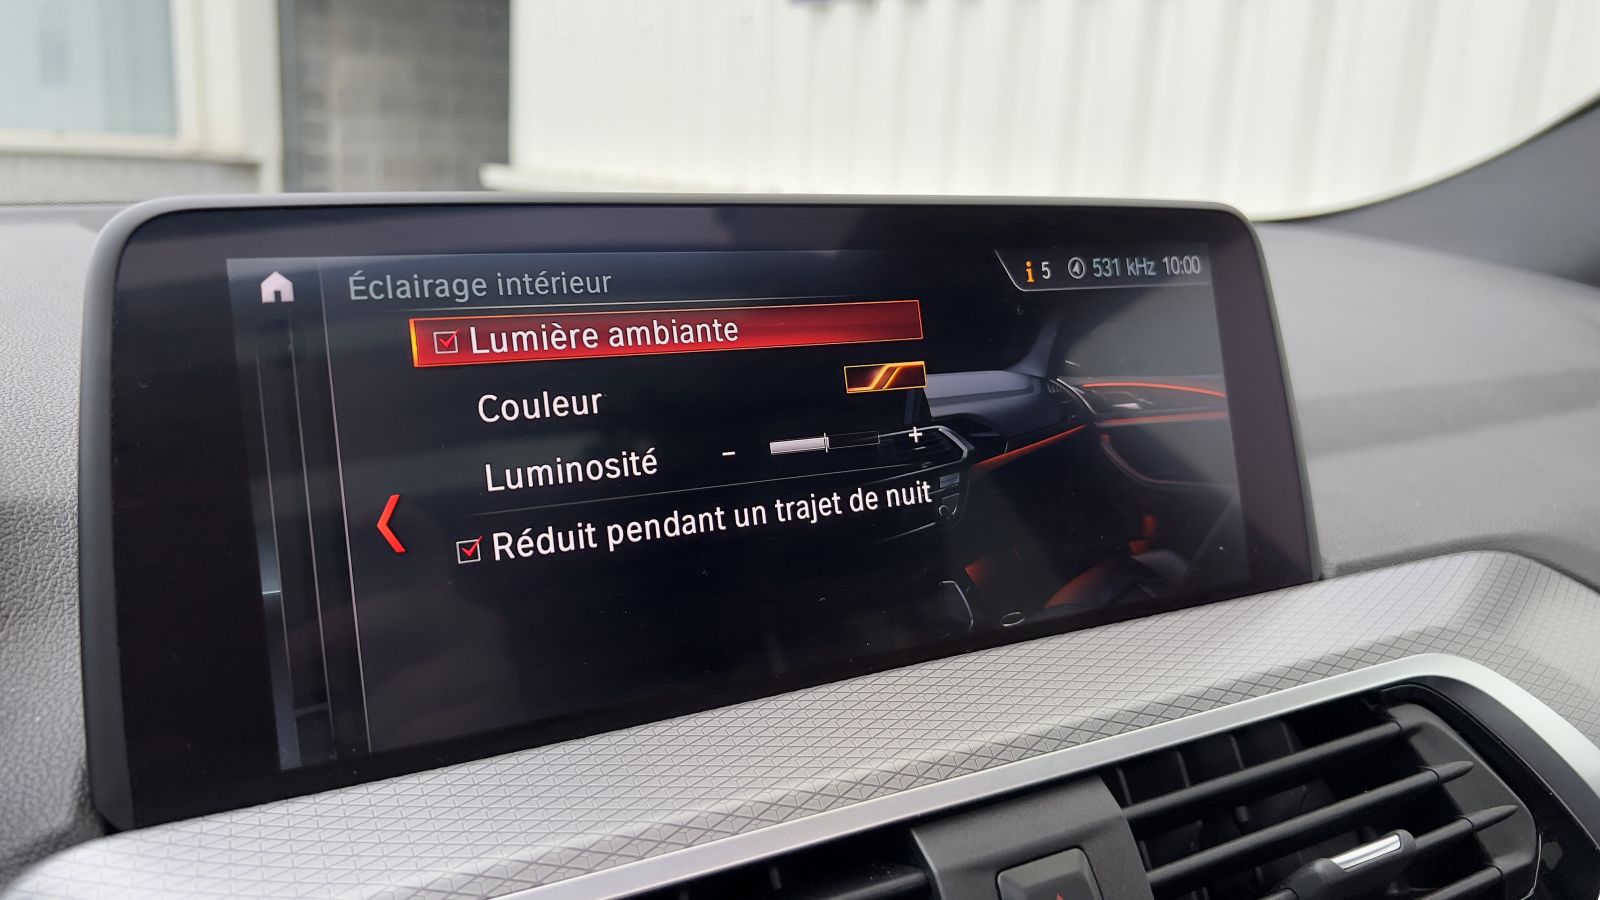 Éclairage intérieur
i 5 531 kHz 10:00
Lumière ambiante
Couleur
Luminosité - +
Réduit pendant un trajet de nuit